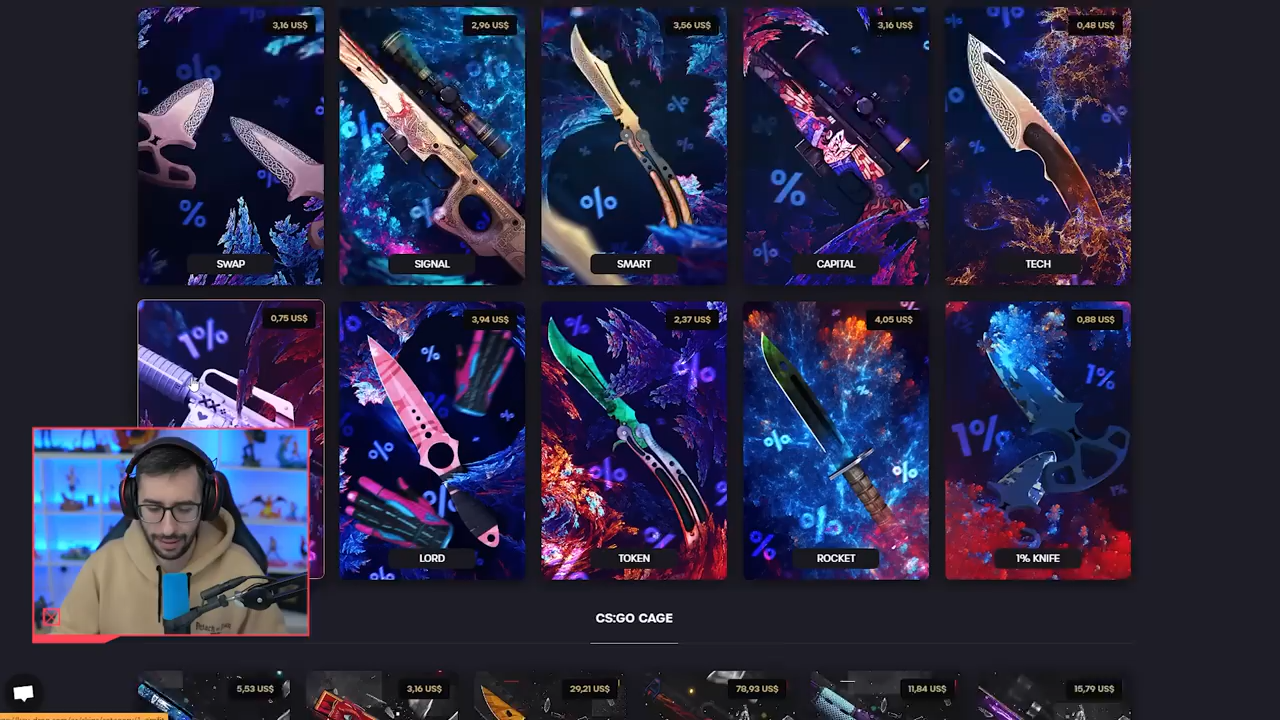 3,16 US$
2,96 US$
3,56 US$
3,16 US$
0,48 US$
SWAP
SIGNAL
SMART
CAPITAL
TECH
0,75 US$
3,94 US$
2,37 US$
4,05 US$
0,88 US$
1%
1%
1%
LORD
TOKEN
ROCKET
1% KNIFE
CS:GO CAGE
5,53 US$
3,16 US$
29,21 US$
78,93 US$
11,84 US$
15,79 US$